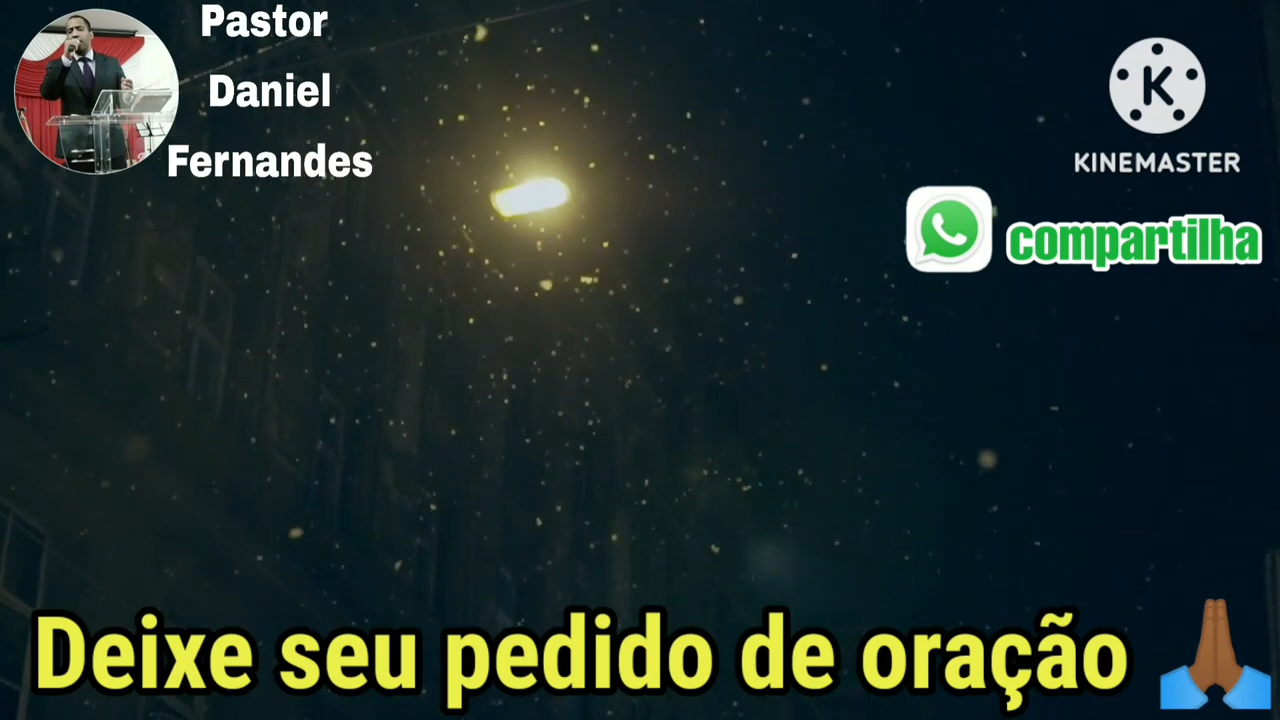 Pastor
Daniel
Fernandes
K
KINEMASTER
compartilha
Deixe seu pedido de oração